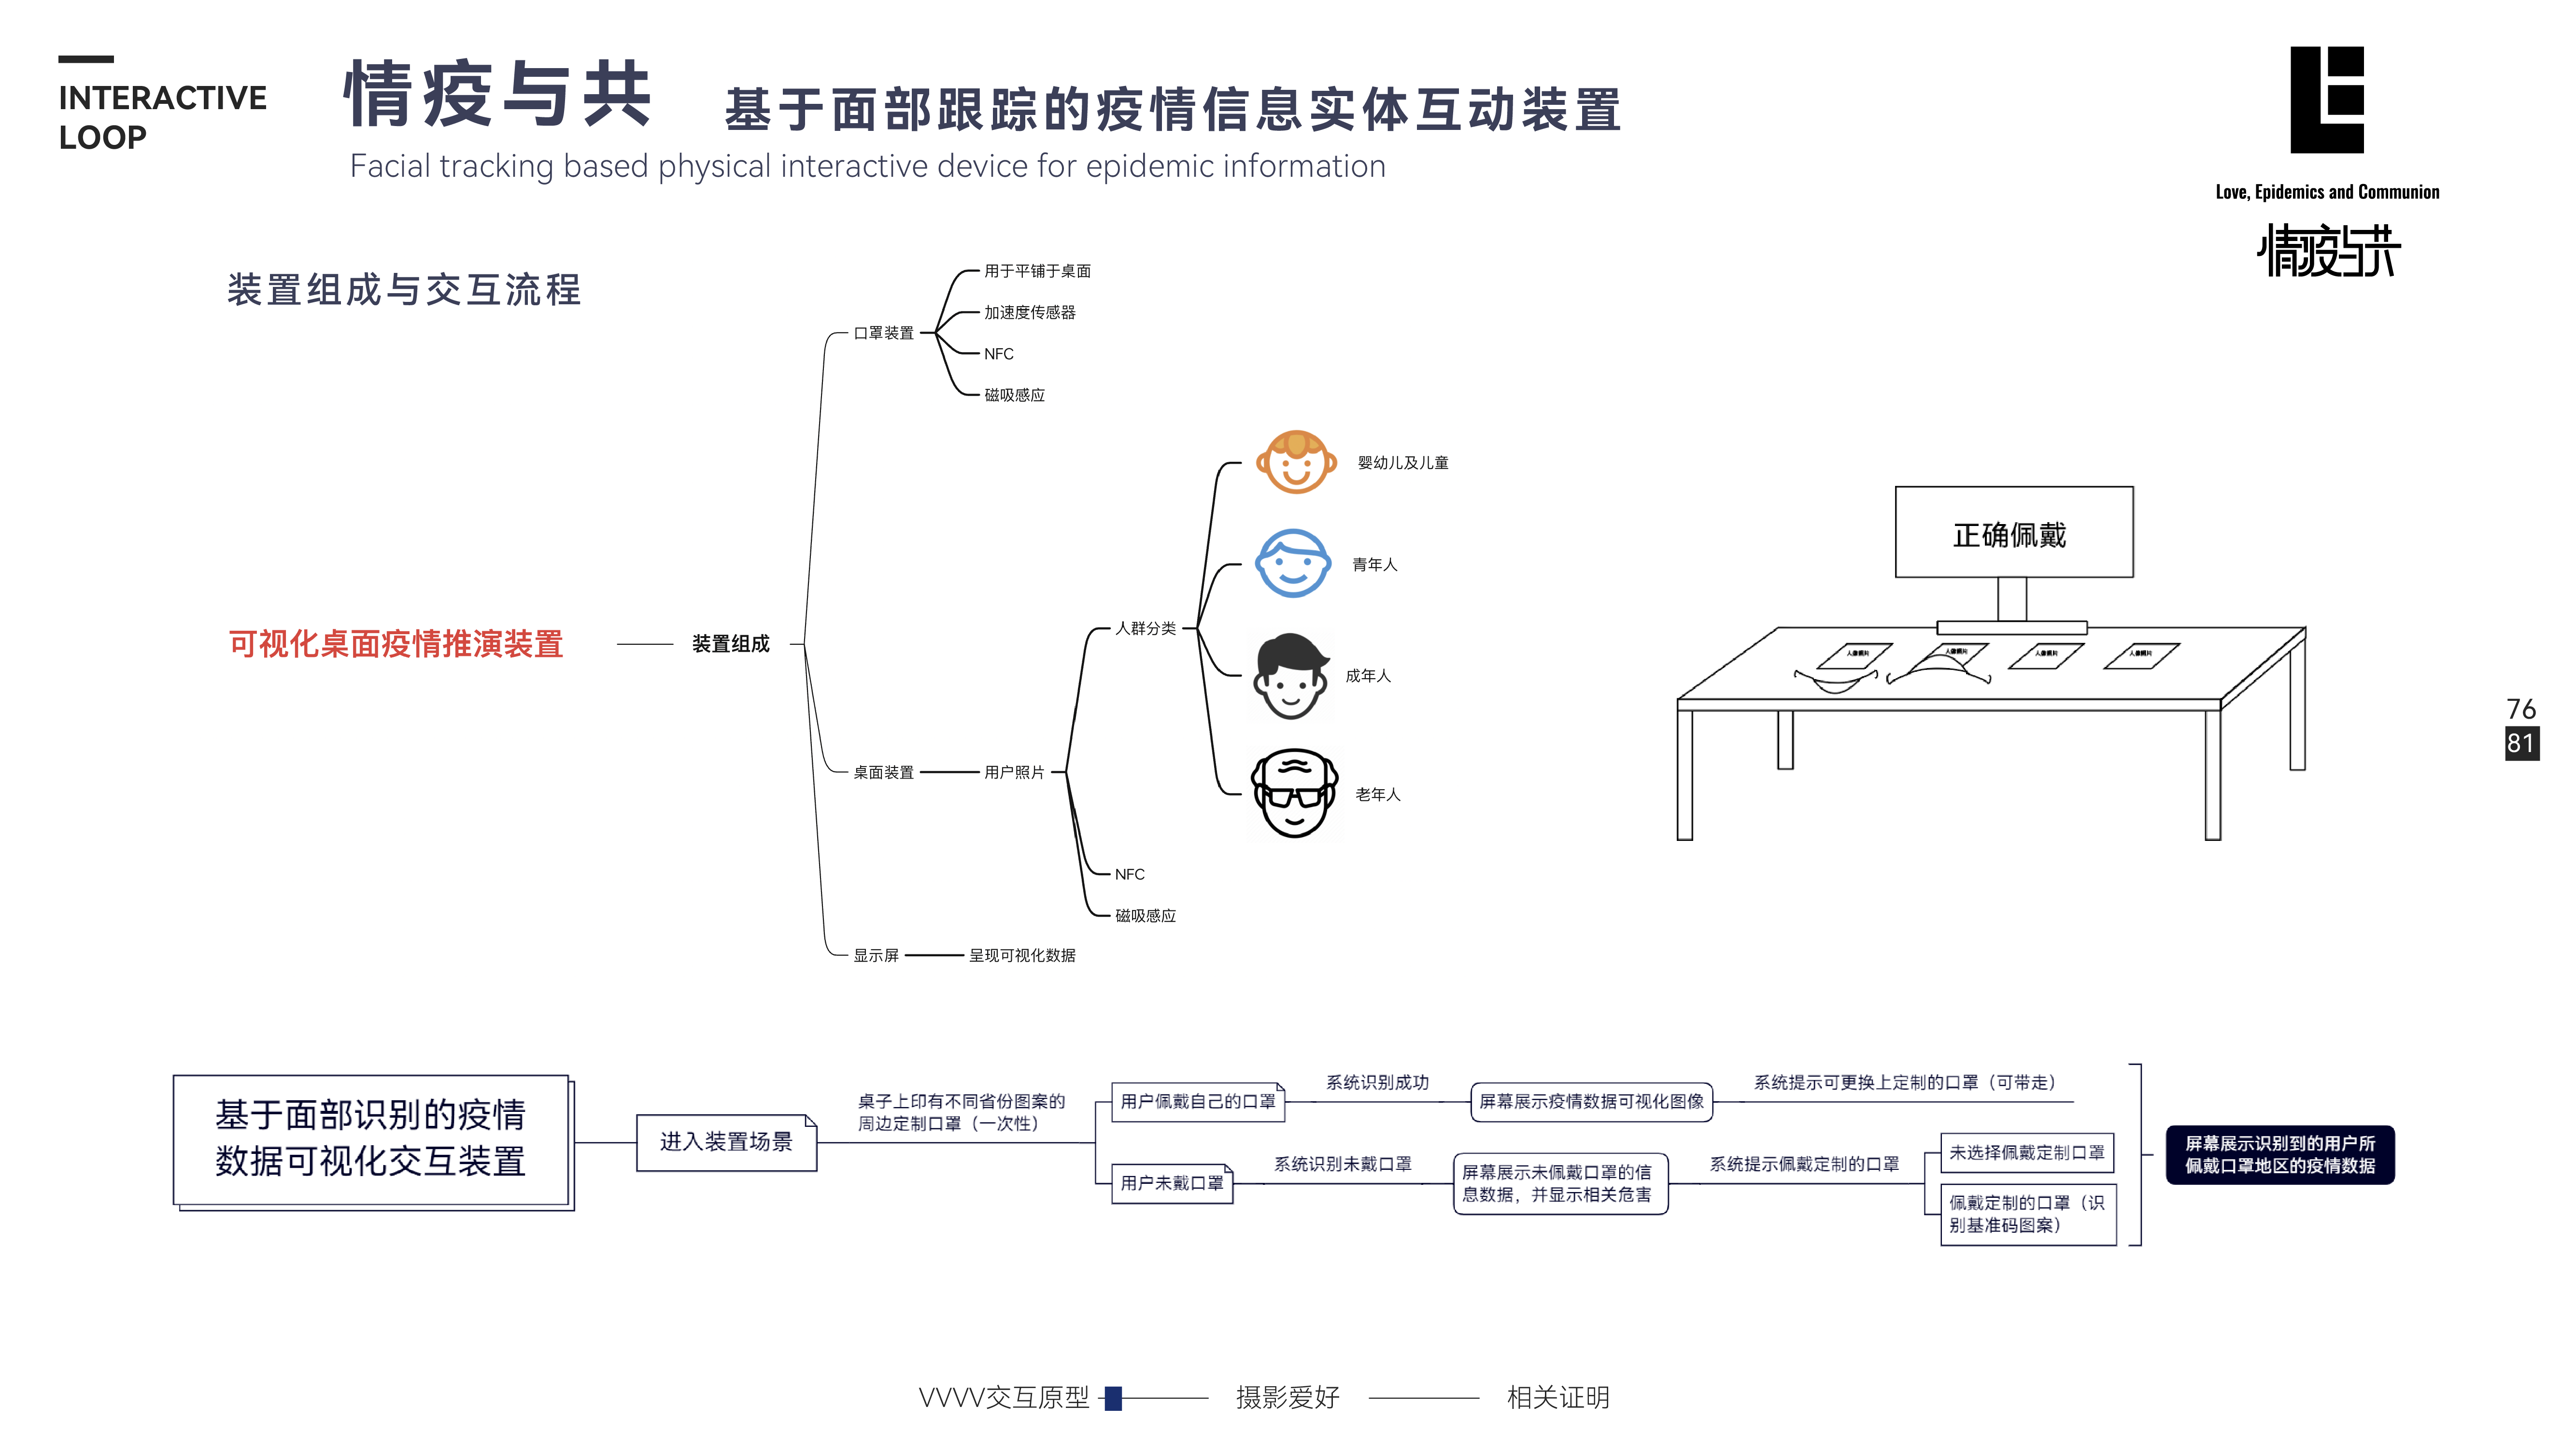 INTERACTIVE
LOOP
情疫与共
基于面部跟踪的疫情信息实体互动装置
Facial tracking based physical interactive device for epidemic information
Love, Epidemics and Communion
情疫与共
装置组成与交互流程
可视化桌面疫情推演装置
装置组成
口罩装置
用于平铺于桌面
加速度传感器
NFC
磁吸感应
桌面装置
用户照片
人群分类
婴幼儿及儿童
青年人
成年人
老年人
NFC
磁吸感应
显示屏
呈现可视化数据
正确佩戴
人像照片
人像照片
人像照片
人像照片
76
81
基于面部识别的疫情
数据可视化交互装置
进入装置场景
桌子上印有不同省份图案的
周边定制口罩（一次性）
用户佩戴自己的口罩
系统识别成功
屏幕展示疫情数据可视化图像
系统提示可更换上定制的口罩（可带走）
用户未戴口罩
系统识别未戴口罩
屏幕展示未佩戴口罩的信
息数据，并显示相关危害
系统提示佩戴定制的口罩
未选择佩戴定制口罩
佩戴定制的口罩（识
别基准码图案）
屏幕展示识别到的用户所
佩戴口罩地区的疫情数据
VVVV交互原型
摄影爱好
相关证明